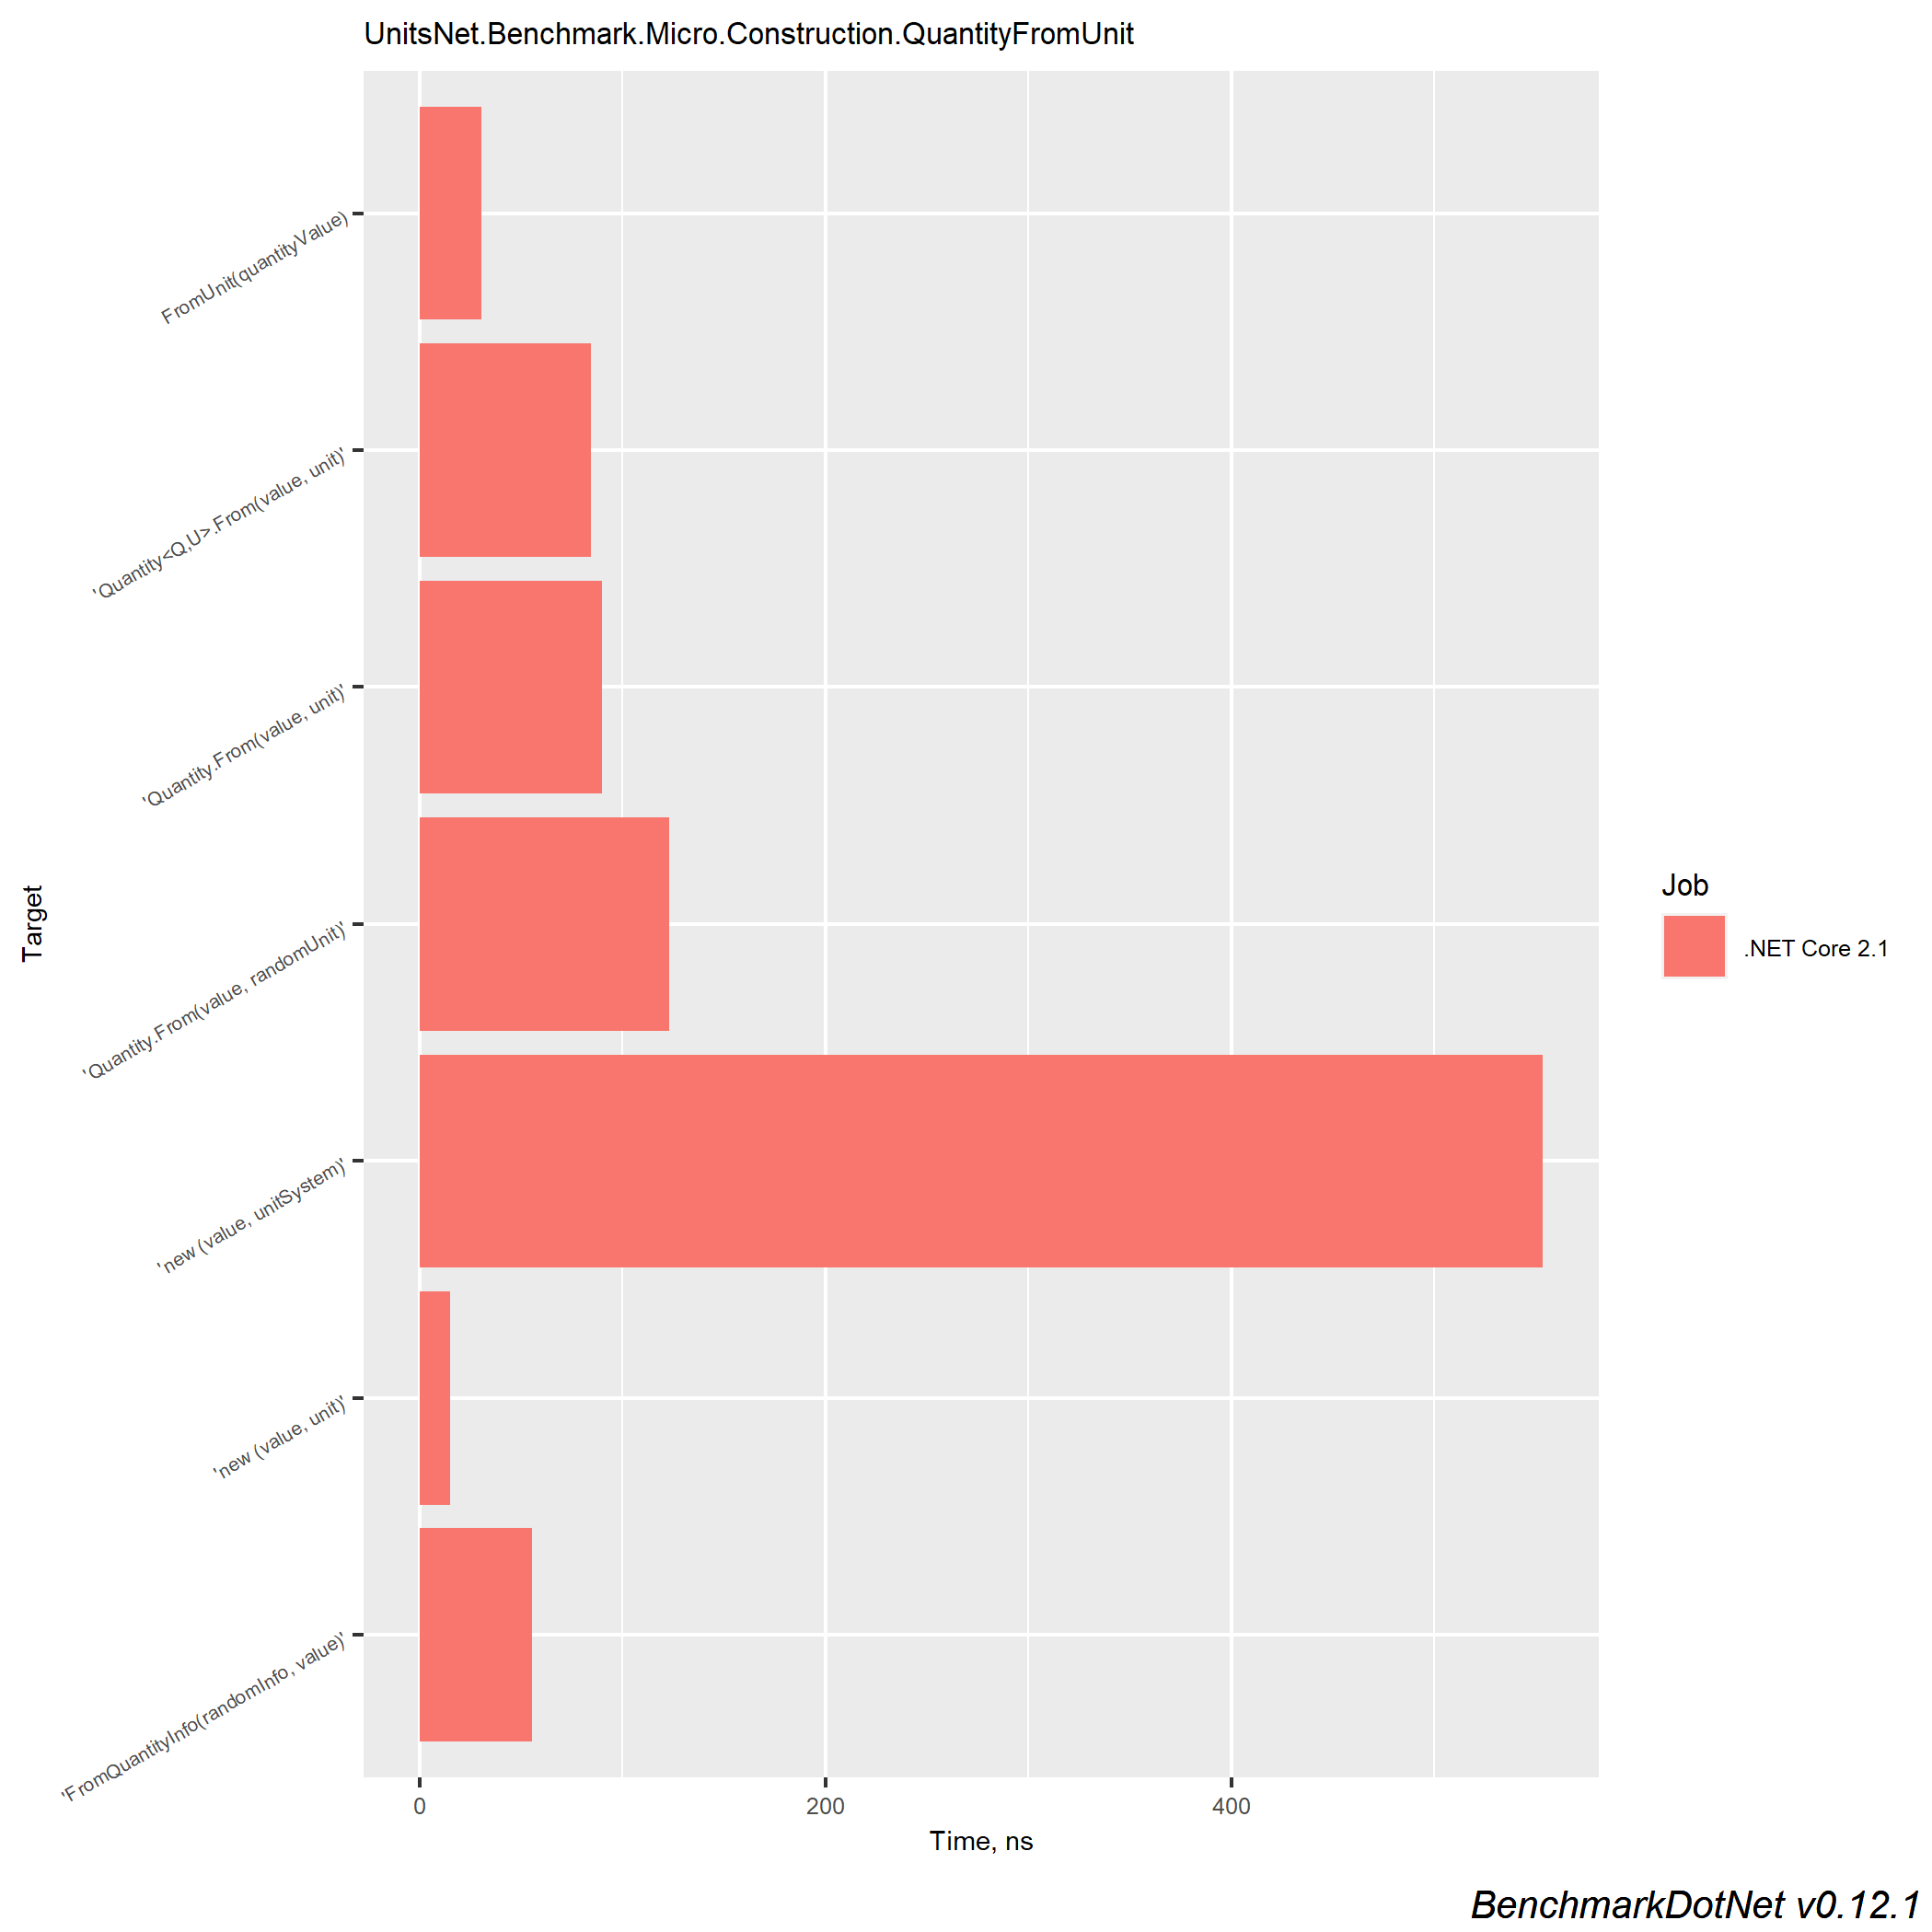 UnitsNet.Benchmark.Micro.Construction.QuantityFromUnit
FromUnit(quantityValue)
'Quantity<Q,U>.From(value, unit)'
'Quantity.From(value, unit)'
'Quantity.From(value, randomUnit)'
'new (value, unitSystem)'
'new (value, unit)'
'FromQuantityInfo(randomInfo, value)'
Target
0
200
400
Time, ns
Job
.NET Core 2.1
BenchmarkDotNet v0.12.1